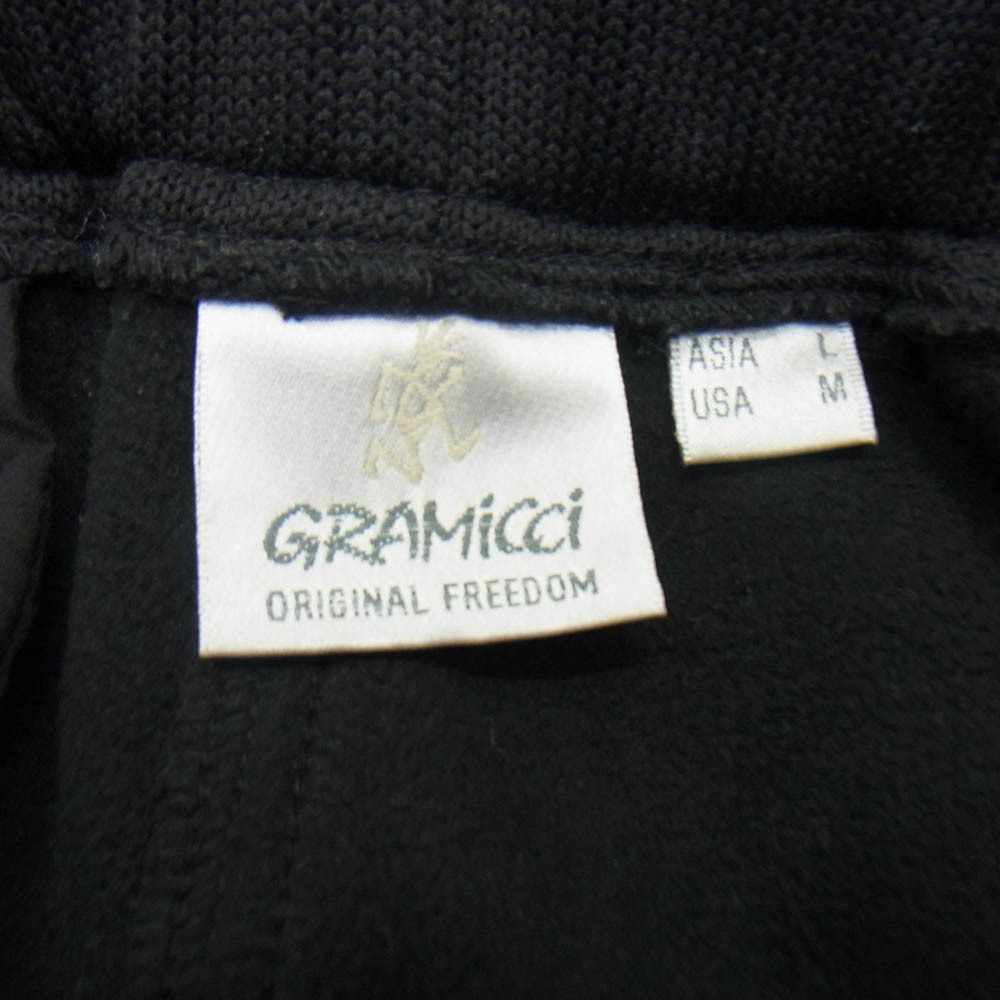 GRAMiCCi
ORIGINAL FREEDOM
ASIA L
USA M